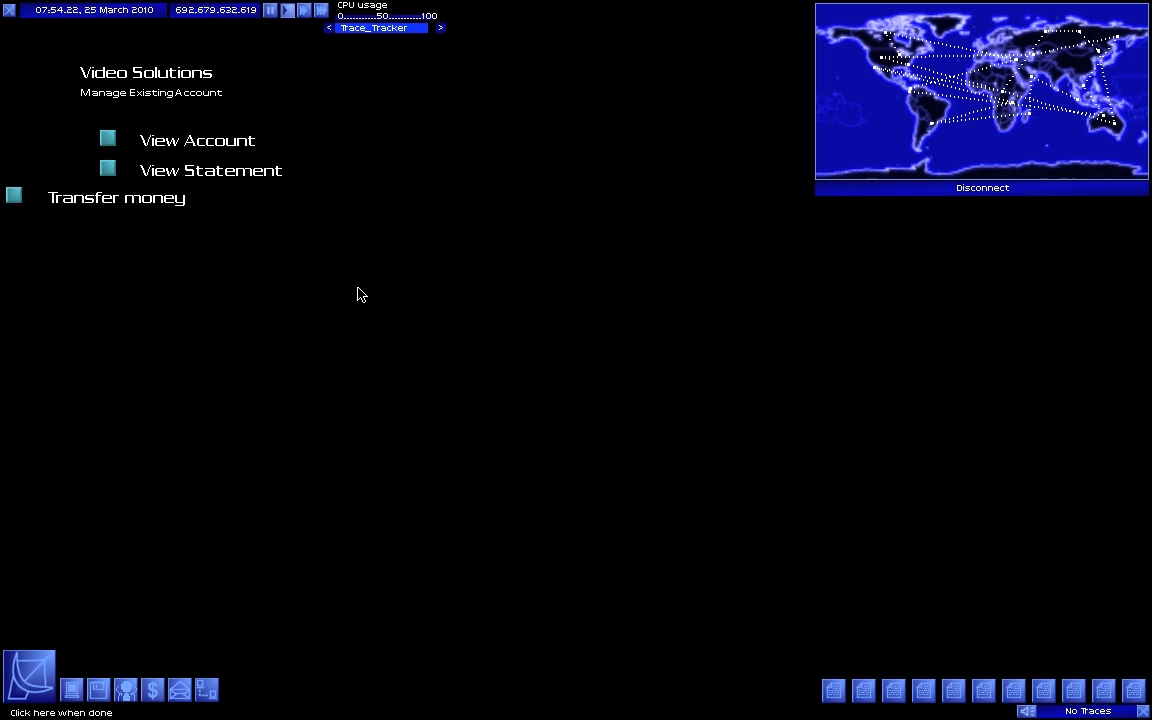 07:54.22, 25 March 2010
692.679.632.619
CPU usage
0...........50...........100
< Trace_Tracker >
Video Solutions
Manage Existing Account
View Account
View Statement
Transfer money
Disconnect
$
Click here when done
No Traces